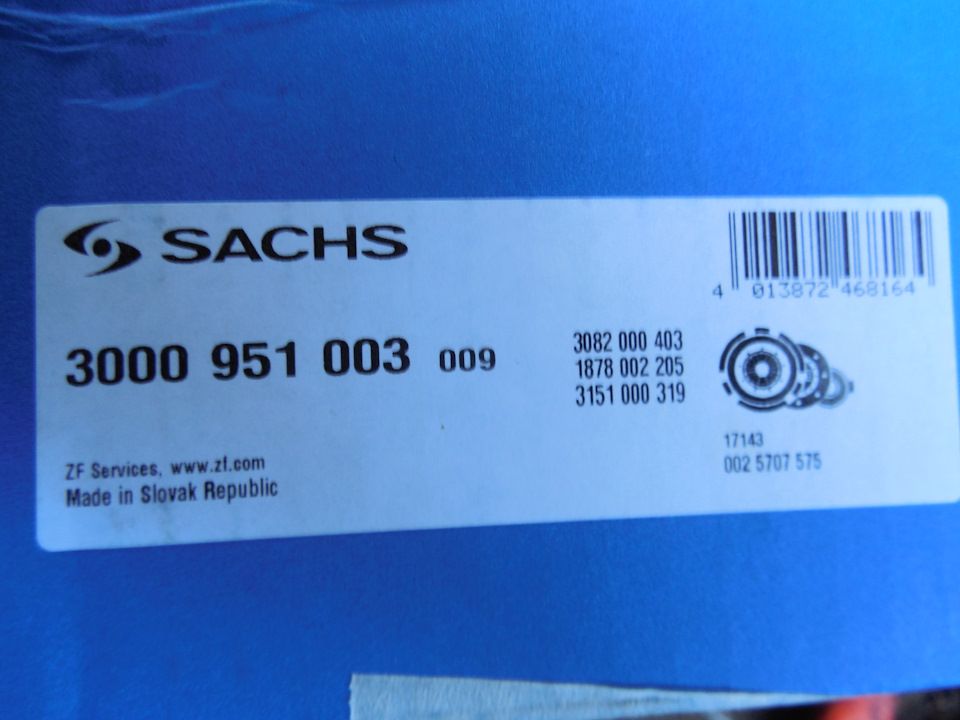 SACHS
4 013872 468164
3000 951 003 009
3082 000 403
1878 002 205
3151 000 319
17143
002 5707 575
ZF Services, www.zf.com
Made in Slovak Republic